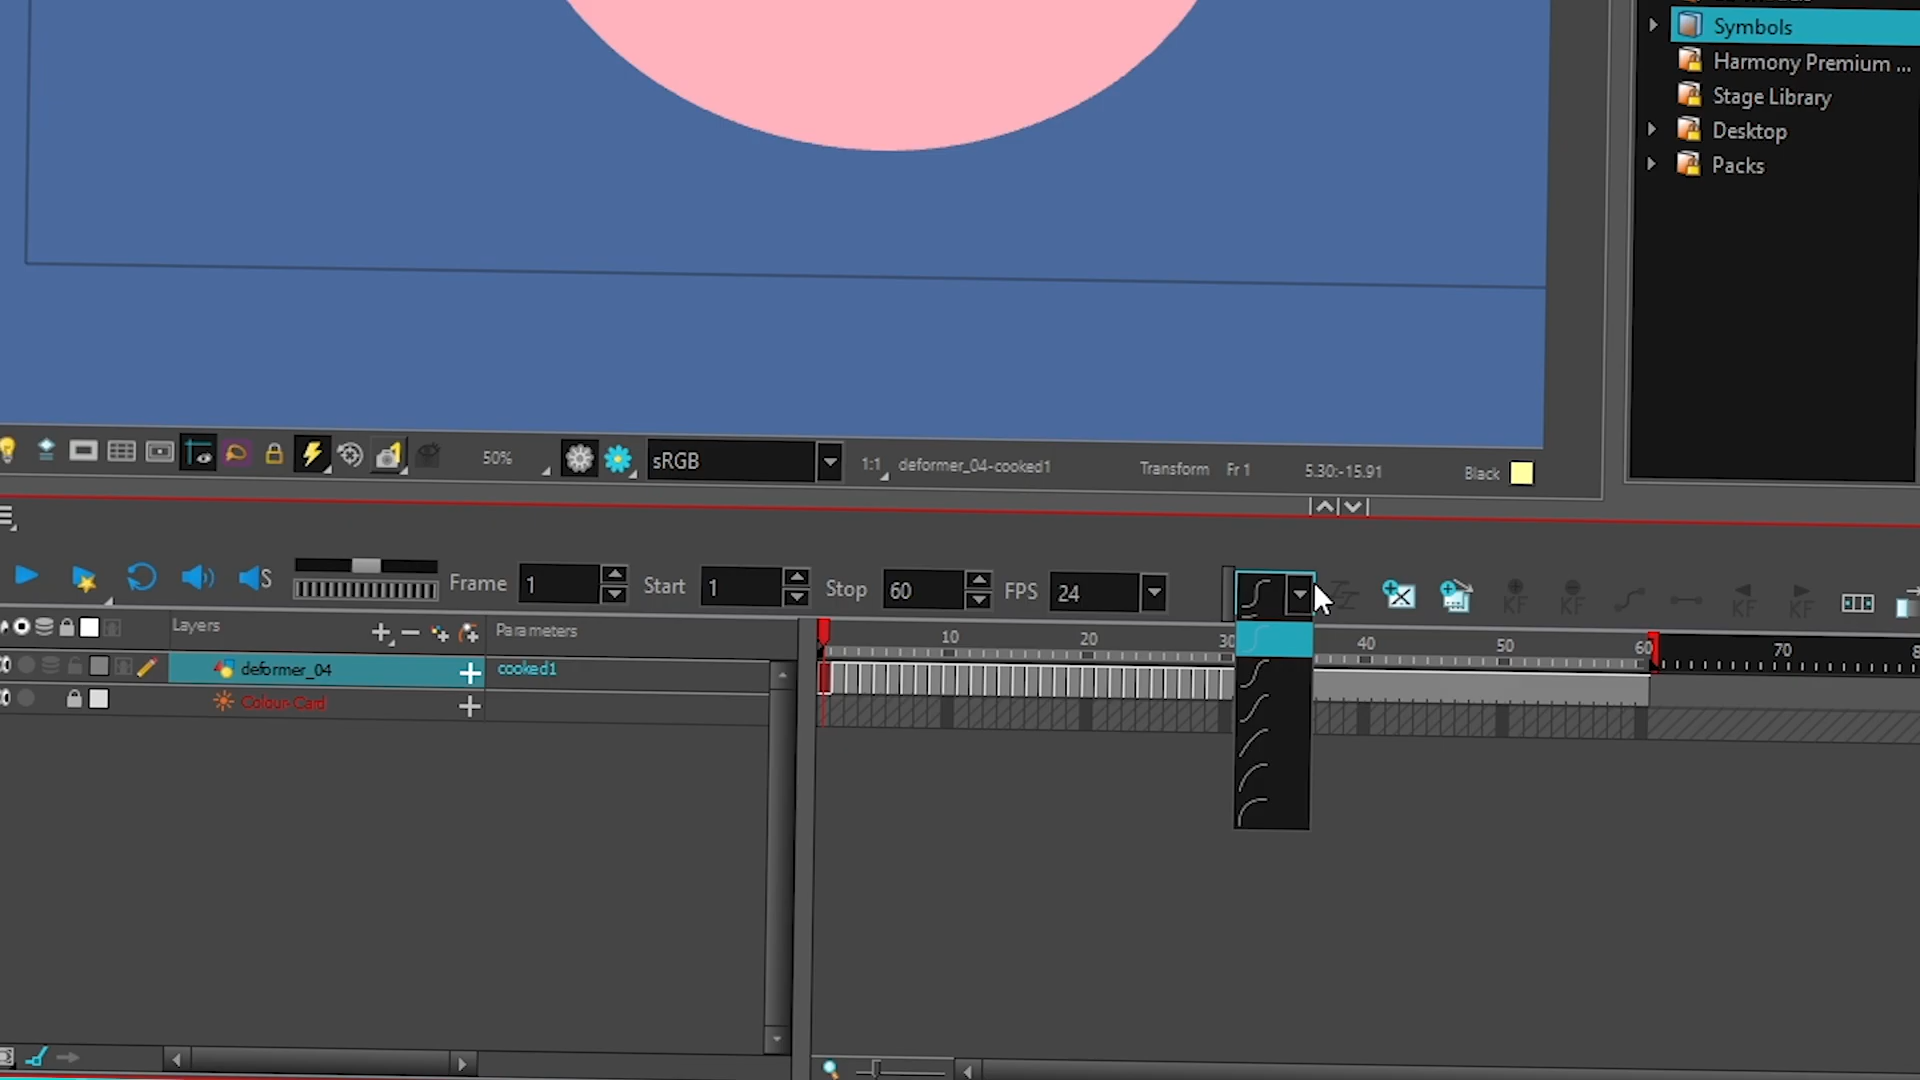 Symbols
Harmony Premium ...
Stage Library
Desktop
Packs
50%
sRGB
1:1
deformer_04-cooked1
Transform
Fr 1
5.30:-15.91
Black
S
Frame 1
Start 1
Stop 60
FPS 24
KF
KF
KF
KF
Layers
Parameters
10
20
30
40
50
60
70
deformer_04
cooked1
Colour-Card